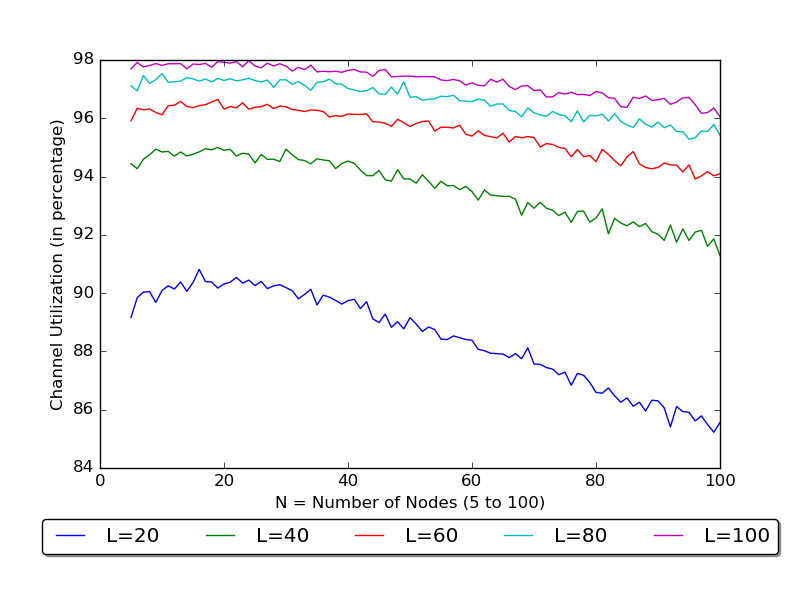 98
96
94
92
90
88
86
84
Channel Utilization (in percentage)
0 20 40 60 80 100
N = Number of Nodes (5 to 100)
L=20 L=40 L=60 L=80 L=100